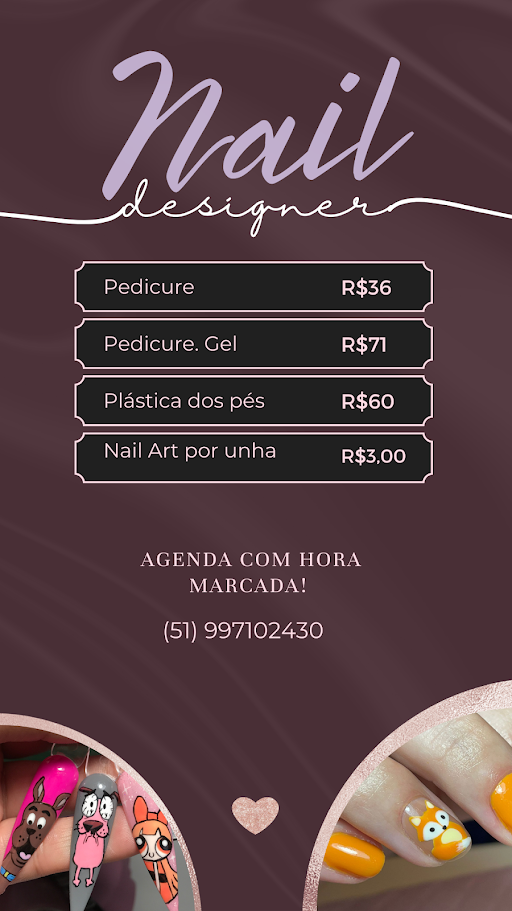 Nail
designer
Pedicure R$36
Pedicure. Gel R$71
Plástica dos pés R$60
Nail Art por unha R$3,00
AGENDA COM HORA
MARCADA!
(51) 997102430